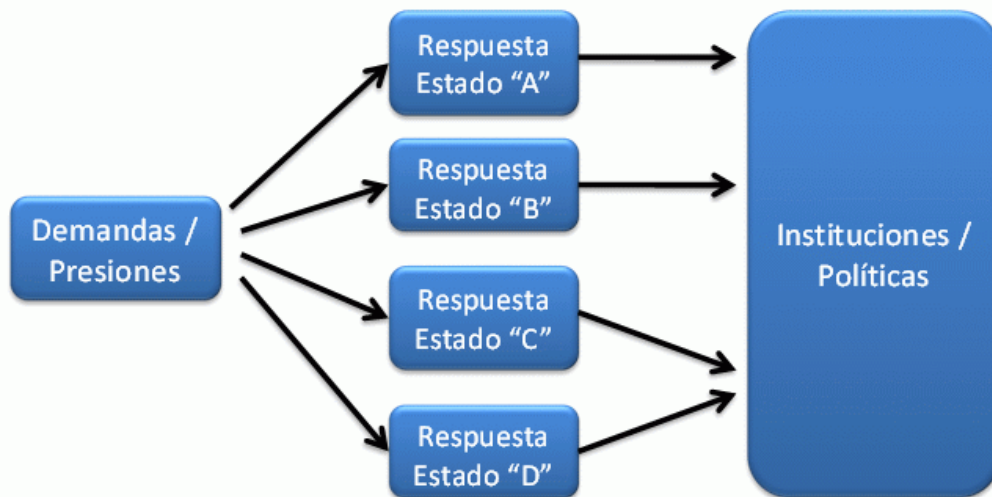 Demandas /
Presiones
Respuesta
Estado “A”
Respuesta
Estado “B”
Respuesta
Estado “C”
Respuesta
Estado “D”
Instituciones /
Políticas